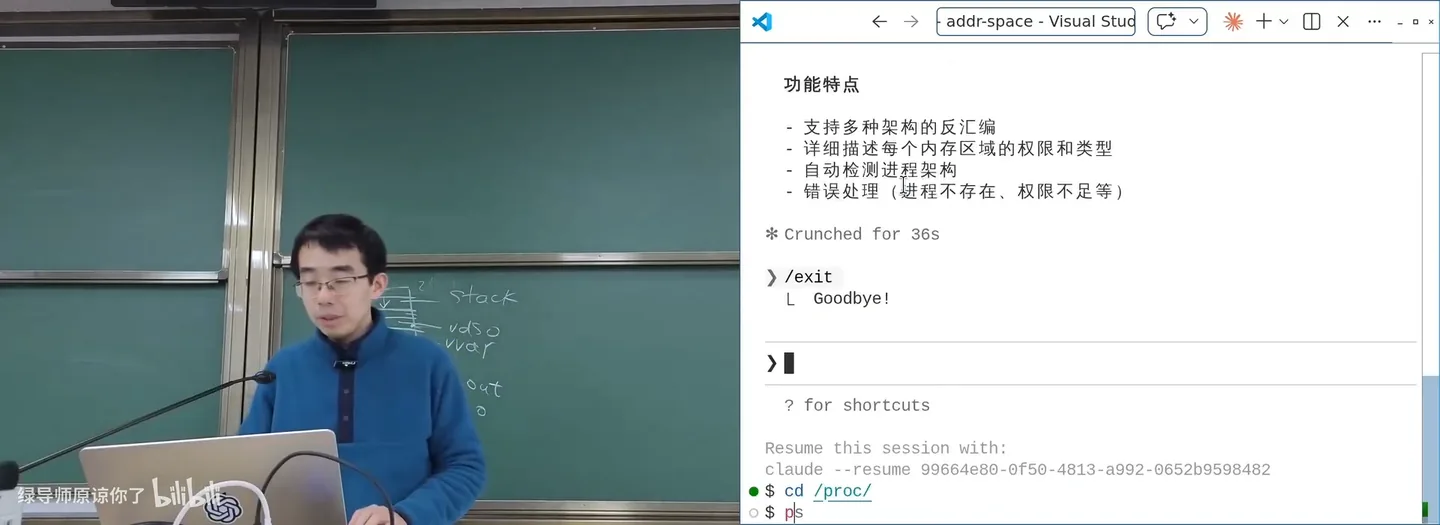 stack
vdso
vvar
out
o
绿导师原谅你了 bilibili
- addr-space - Visual Stud
功能特点
- 支持多种架构的反汇编
- 详细描述每个内存区域的权限和类型
- 自动检测进程架构
- 错误处理（进程不存在、权限不足等）
✻ Crunched for 36s
❯ /exit
⎿ Goodbye!
❯
? for shortcuts
Resume this session with:
claude --resume 99664e80-0f50-4813-a992-0652b9598482
$ cd /proc/
$ ps